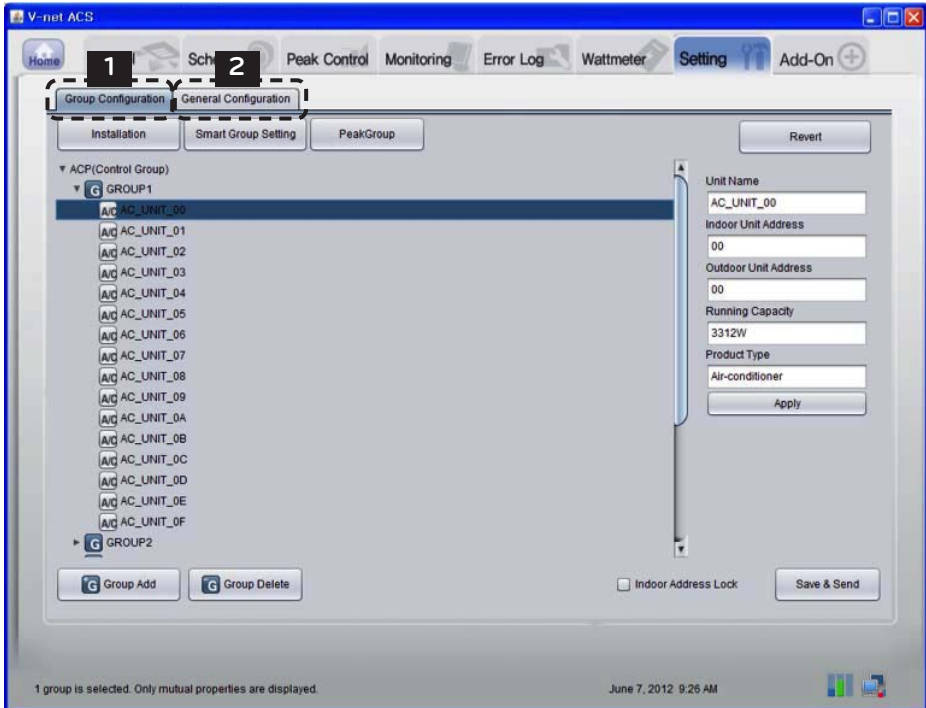 V-net ACS
Home Sch Peak Control Monitoring Error Log Wattmeter Setting Add-On
1 2
Group Configuration General Configuration
Installation Smart Group Setting PeakGroup Revert
ACP(Control Group)
G GROUP1
A/C AC_UNIT_00
A/C AC_UNIT_01
A/C AC_UNIT_02
A/C AC_UNIT_03
A/C AC_UNIT_04
A/C AC_UNIT_05
A/C AC_UNIT_06
A/C AC_UNIT_07
A/C AC_UNIT_08
A/C AC_UNIT_09
A/C AC_UNIT_0A
A/C AC_UNIT_0B
A/C AC_UNIT_0C
A/C AC_UNIT_0D
A/C AC_UNIT_0E
A/C AC_UNIT_0F
G GROUP2
Unit Name
AC_UNIT_00
Indoor Unit Address
00
Outdoor Unit Address
00
Running Capacity
3312W
Product Type
Air-conditioner
Apply
G Group Add G Group Delete Indoor Address Lock Save & Send
1 group is selected. Only mutual properties are displayed. June 7, 2012 9:26 AM